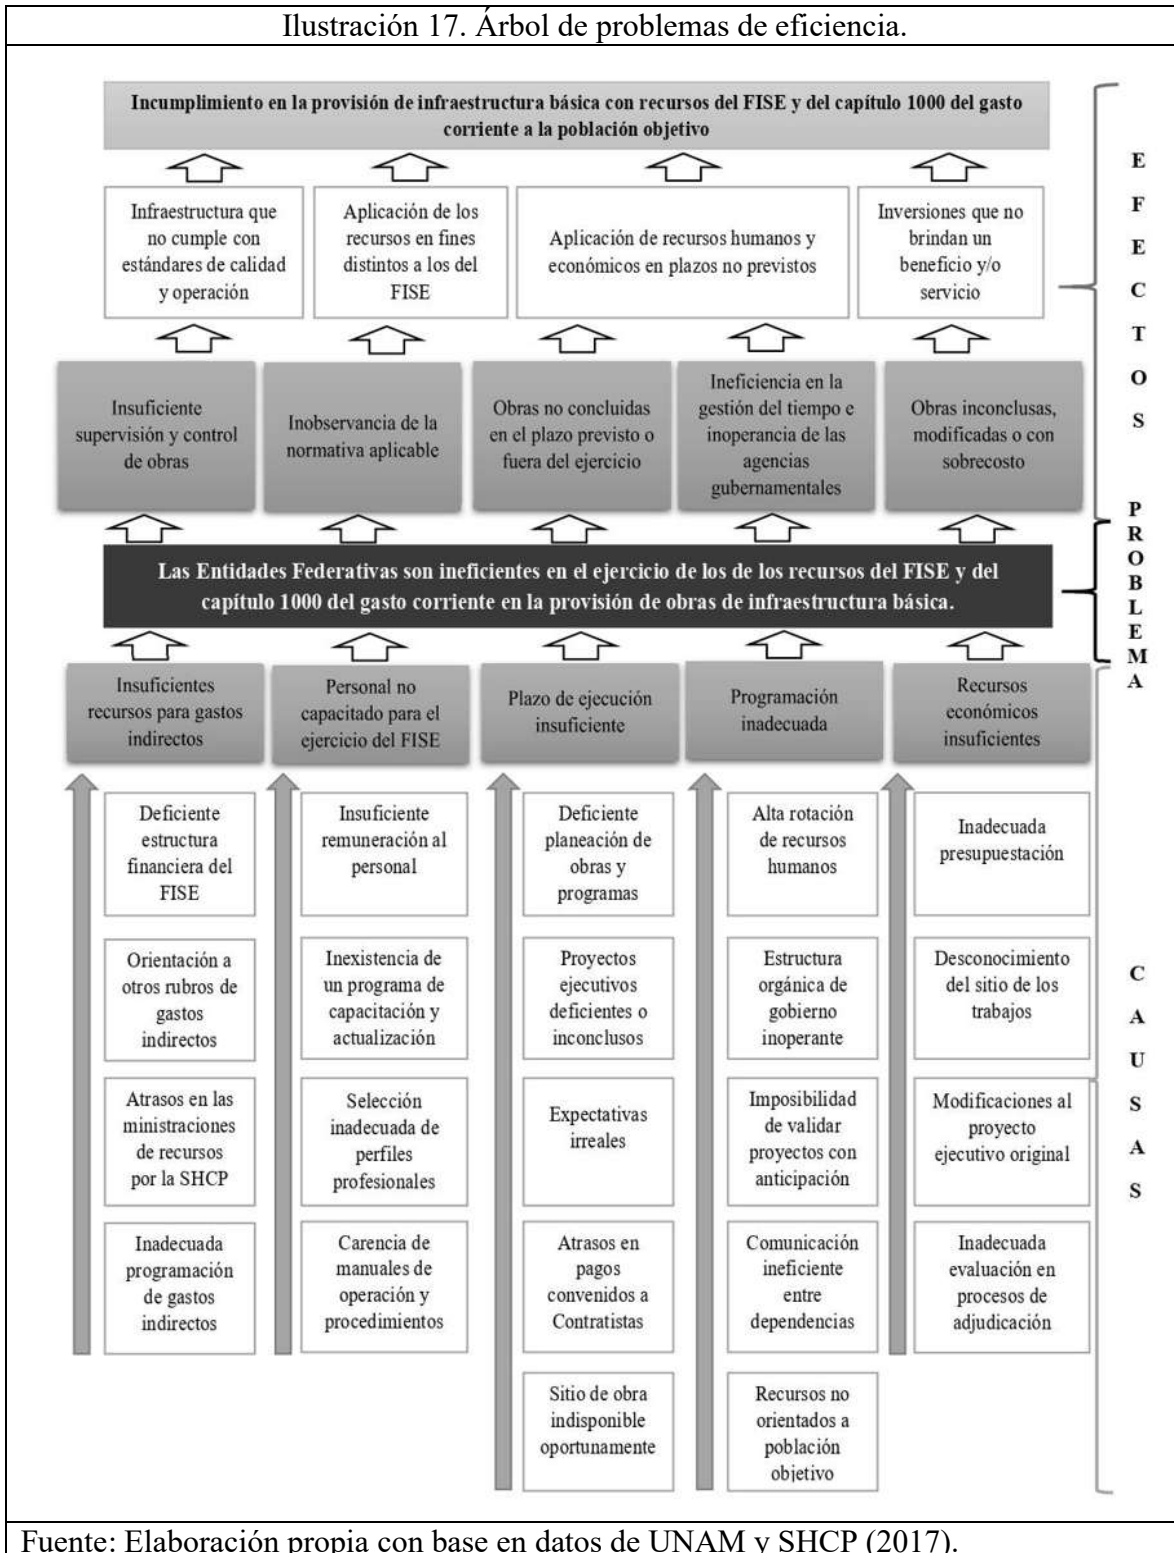 Ilustración 17. Árbol de problemas de eficiencia.
Incumplimiento en la provisión de infraestructura básica con recursos del FISE y del capítulo 1000 del gasto
corriente a la población objetivo
Infraestructura que
no cumple con
estándares de calidad
y operación
Aplicación de los
recursos en fines
distintos a los del
FISE
Aplicación de recursos humanos y
económicos en plazos no previstos
Inversiones que no
brindan un
beneficio y/o
servicio
Insuficiente
supervisión y control
de obras
Inobservancia de la
normativa aplicable
Obras no concluidas
en el plazo previsto o
fuera del ejercicio
Ineficiencia en la
gestión del tiempo e
inoperancia de las
agencias
gubernamentales
Obras inconclusas,
modificadas o con
sobrecosto
E
F
E
C
T
O
S
Las Entidades Federativas son ineficientes en el ejercicio de los de los recursos del FISE y del
capítulo 1000 del gasto corriente en la provisión de obras de infraestructura básica.
P
R
O
B
L
E
M
A
Insuficientes
recursos para gastos
indirectos
Personal no
capacitado para el
ejercicio del FISE
Plazo de ejecución
insuficiente
Programación
inadecuada
Recursos
económicos
insuficientes
Deficiente
estructura
financiera del
FISE
Insuficiente
remuneración al
personal
Deficiente
planeación de
obras y
programas
Alta rotación
de recursos
humanos
Inadecuada
presupuestación
Orientación a
otros rubros de
gastos
indirectos
Inexistencia de
un programa de
capacitación y
actualización
Proyectos
ejecutivos
deficientes o
inconclusos
Estructura
orgánica de
gobierno
inoperante
Desconocimiento
del sitio de los
trabajos
Atrasos en las
ministraciones
de recursos
por la SHCP
Selección
inadecuada de
perfiles
profesionales
Expectativas
irreales
Imposibilidad
de validar
proyectos con
anticipación
Modificaciones al
proyecto
ejecutivo original
Inadecuada
programación
de gastos
indirectos
Carencia de
manuales de
operación y
procedimientos
Atrasos en
pagos
convenidos a
Contratistas
Comunicación
ineficiente
entre
dependencias
Inadecuada
evaluación en
procesos de
adjudicación
Sitio de obra
indisponible
oportunamente
Recursos no
orientados a
población
objetivo
C
A
U
S
A
S
Fuente: Elaboración propia con base en datos de UNAM y SHCP (2017).